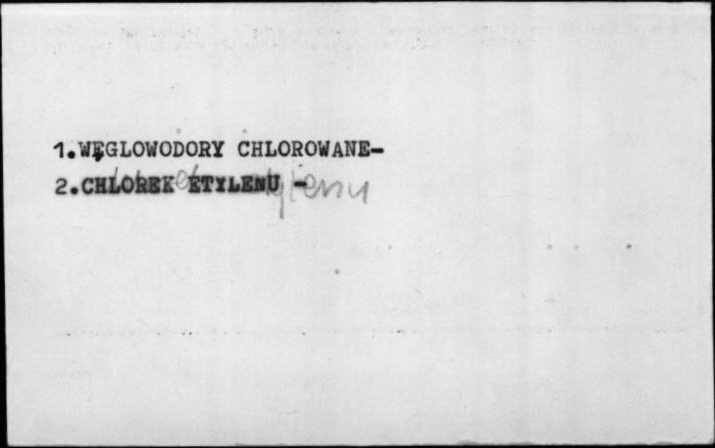 1.WĘGLOWODORY CHLOROWANE-
2.CHLOREK ETYLENU -